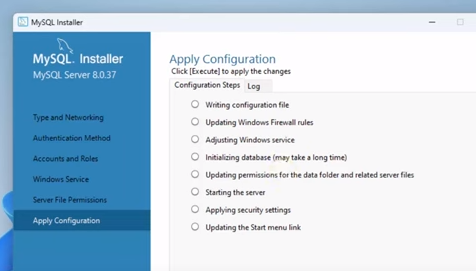 MySQL Installer
MySQL. Installer
MySQL Server 8.0.37
Type and Networking
Authentication Method
Accounts and Roles
Windows Service
Server File Permissions
Apply Configuration
Apply Configuration
Click [Execute] to apply the changes
Configuration Steps Log
Writing configuration file
Updating Windows Firewall rules
Adjusting Windows service
Initializing database (may take a long time)
Updating permissions for the data folder and related server files
Starting the server
Applying security settings
Updating the Start menu link